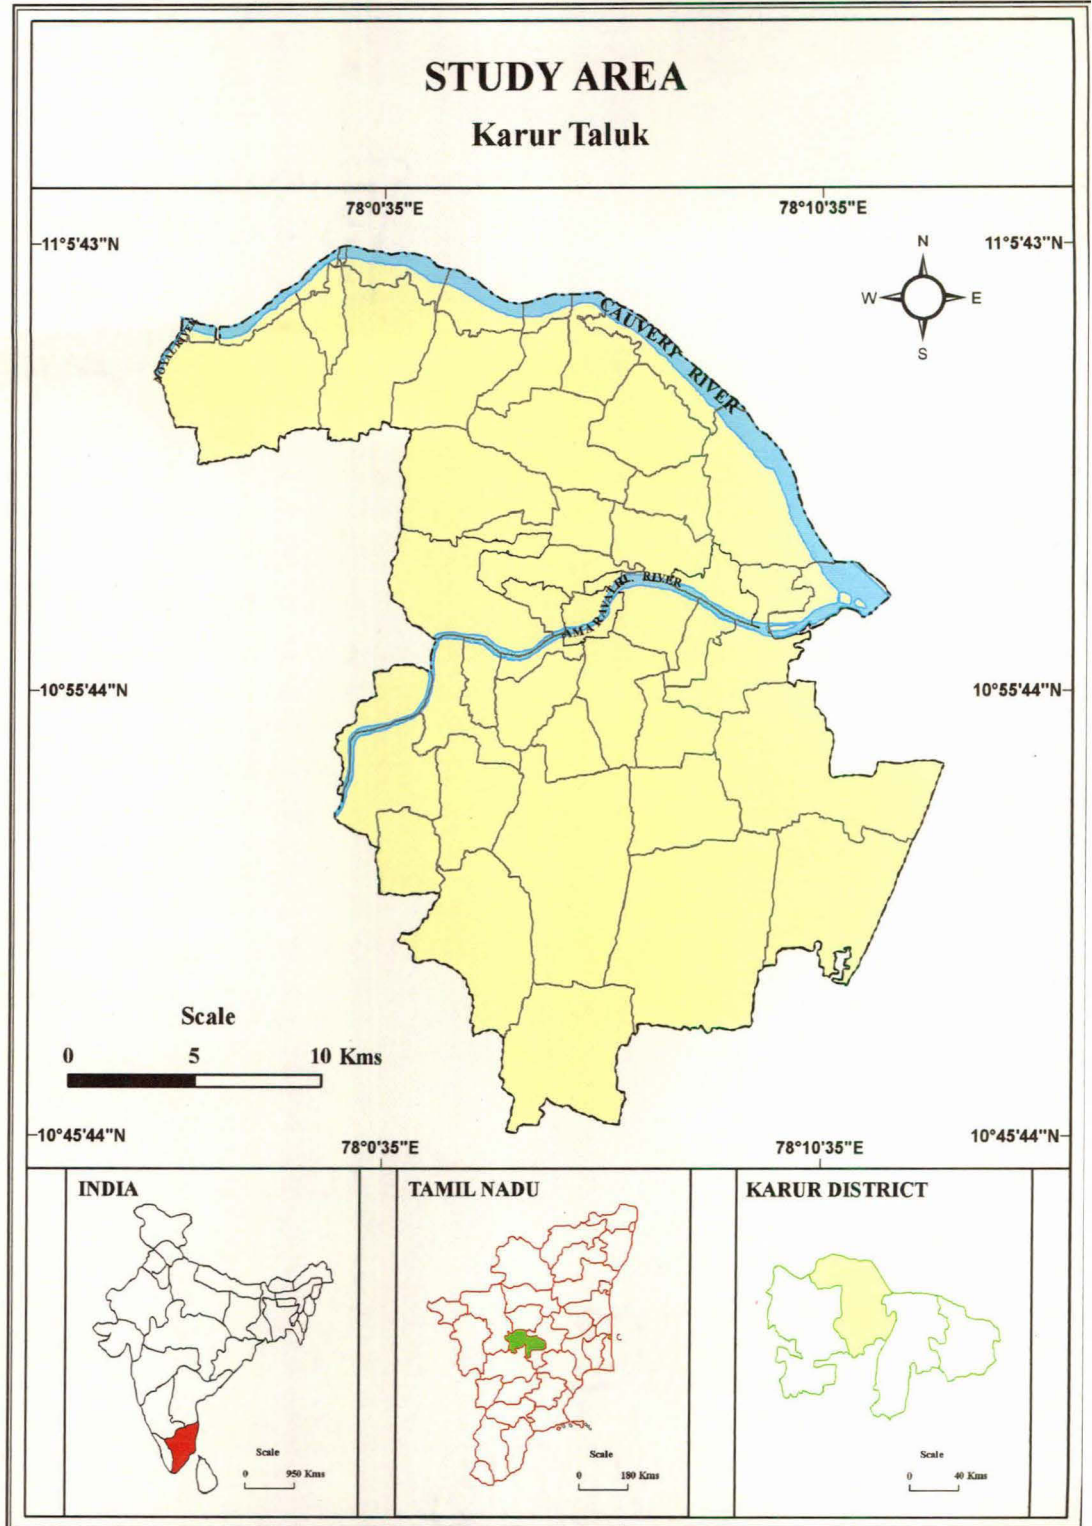 STUDY AREA
Karur Taluk
78°0'35"E
78°10'35"E
11°5'43"N
11°5'43"N
N
W
E
S
CAUVERY RIVER
NOYAL RIVER
AMARAVATHI RIVER
10°55'44"N
10°55'44"N
Scale
0 5 10 Kms
10°45'44"N
78°0'35"E
78°10'35"E
10°45'44"N
INDIA
Scale
0 950 Kms
TAMIL NADU
Scale
0 180 Kms
KARUR DISTRICT
Scale
0 40 Kms